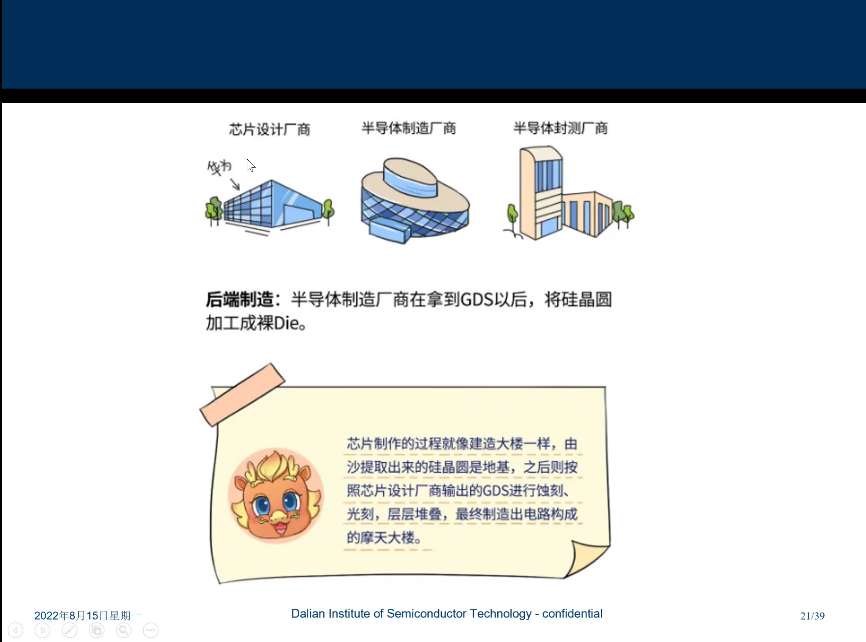 芯片设计厂商 半导体制造厂商 半导体封测厂商
我为
后端制造：半导体制造厂商在拿到GDS以后，将硅晶圆
加工成裸Die。
芯片制作的过程就像建造大楼一样，由
沙提取出来的硅晶圆是地基，之后则按
照芯片设计厂商输出的GDS进行蚀刻、
光刻，层层堆叠，最终制造出电路构成
的摩天大楼。
2022年8月15日星期一 Dalian Institute of Semiconductor Technology - confidential 21/39